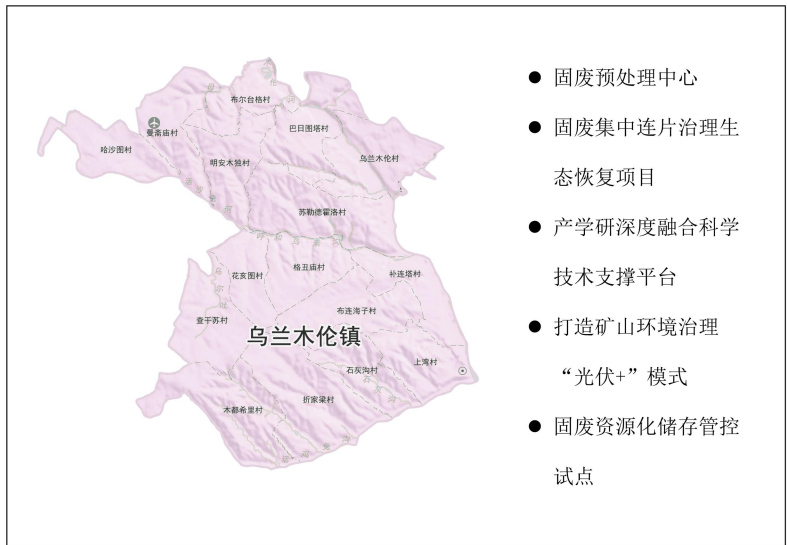 布尔台格村
曼斋庙村
巴日图塔村
哈沙图村
明安木独村
乌兰木伦村
苏勒德霍洛村
格丑庙村
花亥图村
补连塔村
布连海子村
查干苏村
乌兰木伦镇
上湾村
石灰沟村
折家梁村
木都希里村
● 固废预处理中心
● 固废集中连片治理生
态恢复项目
● 产学研深度融合科学
技术支撑平台
● 打造矿山环境治理
“光伏+”模式
● 固废资源化储存管控
试点